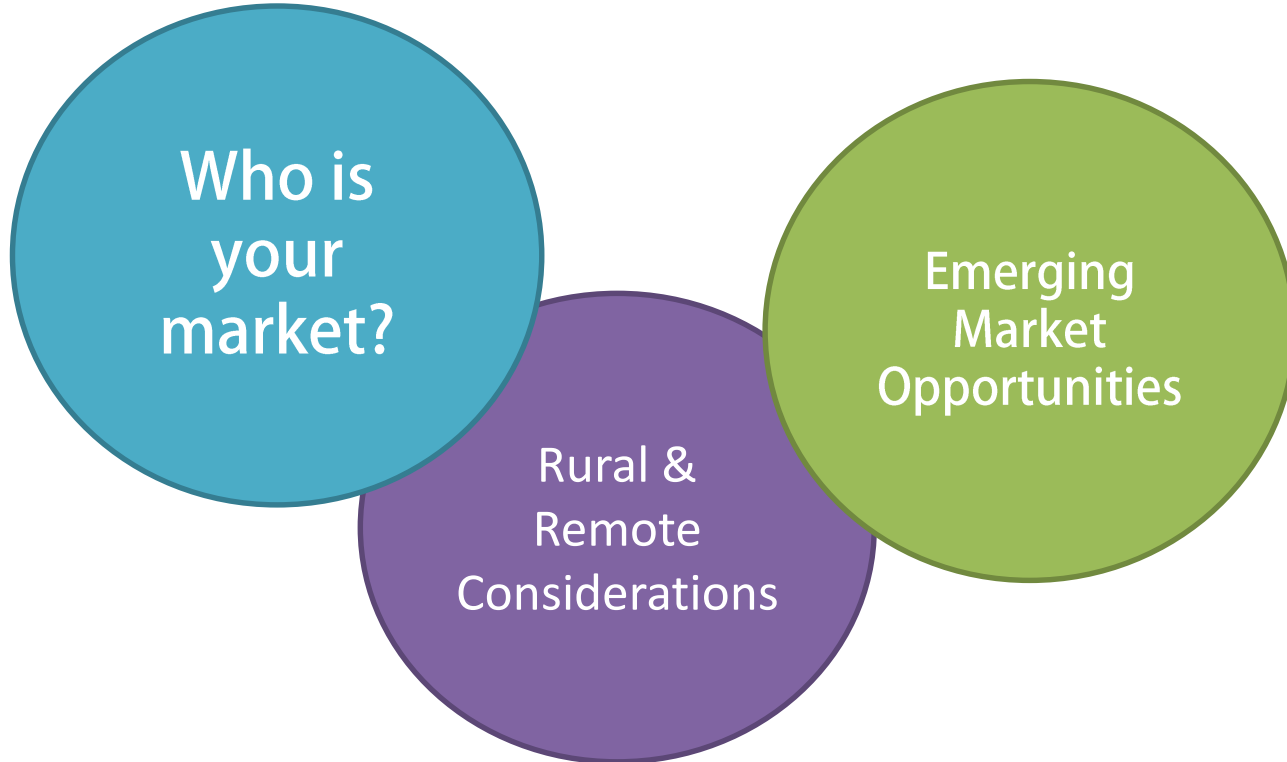 Who is
your
market?
Rural &
Remote
Considerations
Emerging
Market
Opportunities